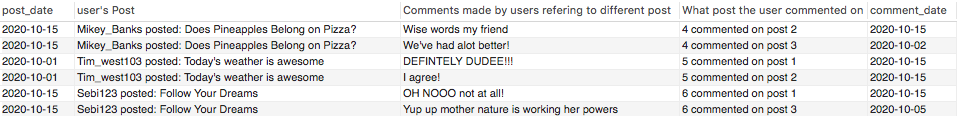 post_date user's Post Comments made by users refering to different post What post the user commented on comment_date
2020-10-15 Mikey_Banks posted: Does Pineapples Belong on Pizza? Wise words my friend 4 commented on post 2 2020-10-15
2020-10-15 Mikey_Banks posted: Does Pineapples Belong on Pizza? We've had alot better! 4 commented on post 3 2020-10-02
2020-10-01 Tim_west103 posted: Today's weather is awesome DEFINTELY DUDEE!!! 5 commented on post 1 2020-10-15
2020-10-01 Tim_west103 posted: Today's weather is awesome I agree! 5 commented on post 2 2020-10-15
2020-10-15 Sebi123 posted: Follow Your Dreams OH NOOO not at all! 6 commented on post 1 2020-10-15
2020-10-15 Sebi123 posted: Follow Your Dreams Yup up mother nature is working her powers 6 commented on post 3 2020-10-05